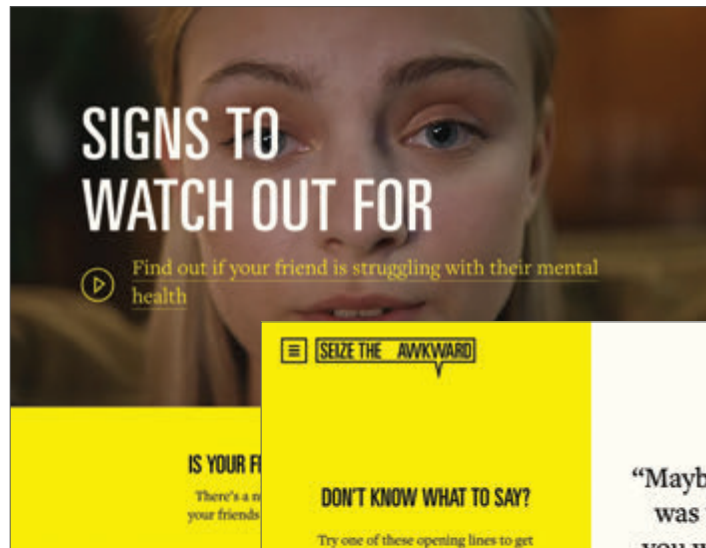 SIGNS TO
WATCH OUT FOR
Find out if your friend is struggling with their mental
health
SEIZE THE AWKWARD
IS YOUR
There's a
your friends
DON'T KNOW WHAT TO SAY?
Try one of these opening lines to get
“Mayb
was
you